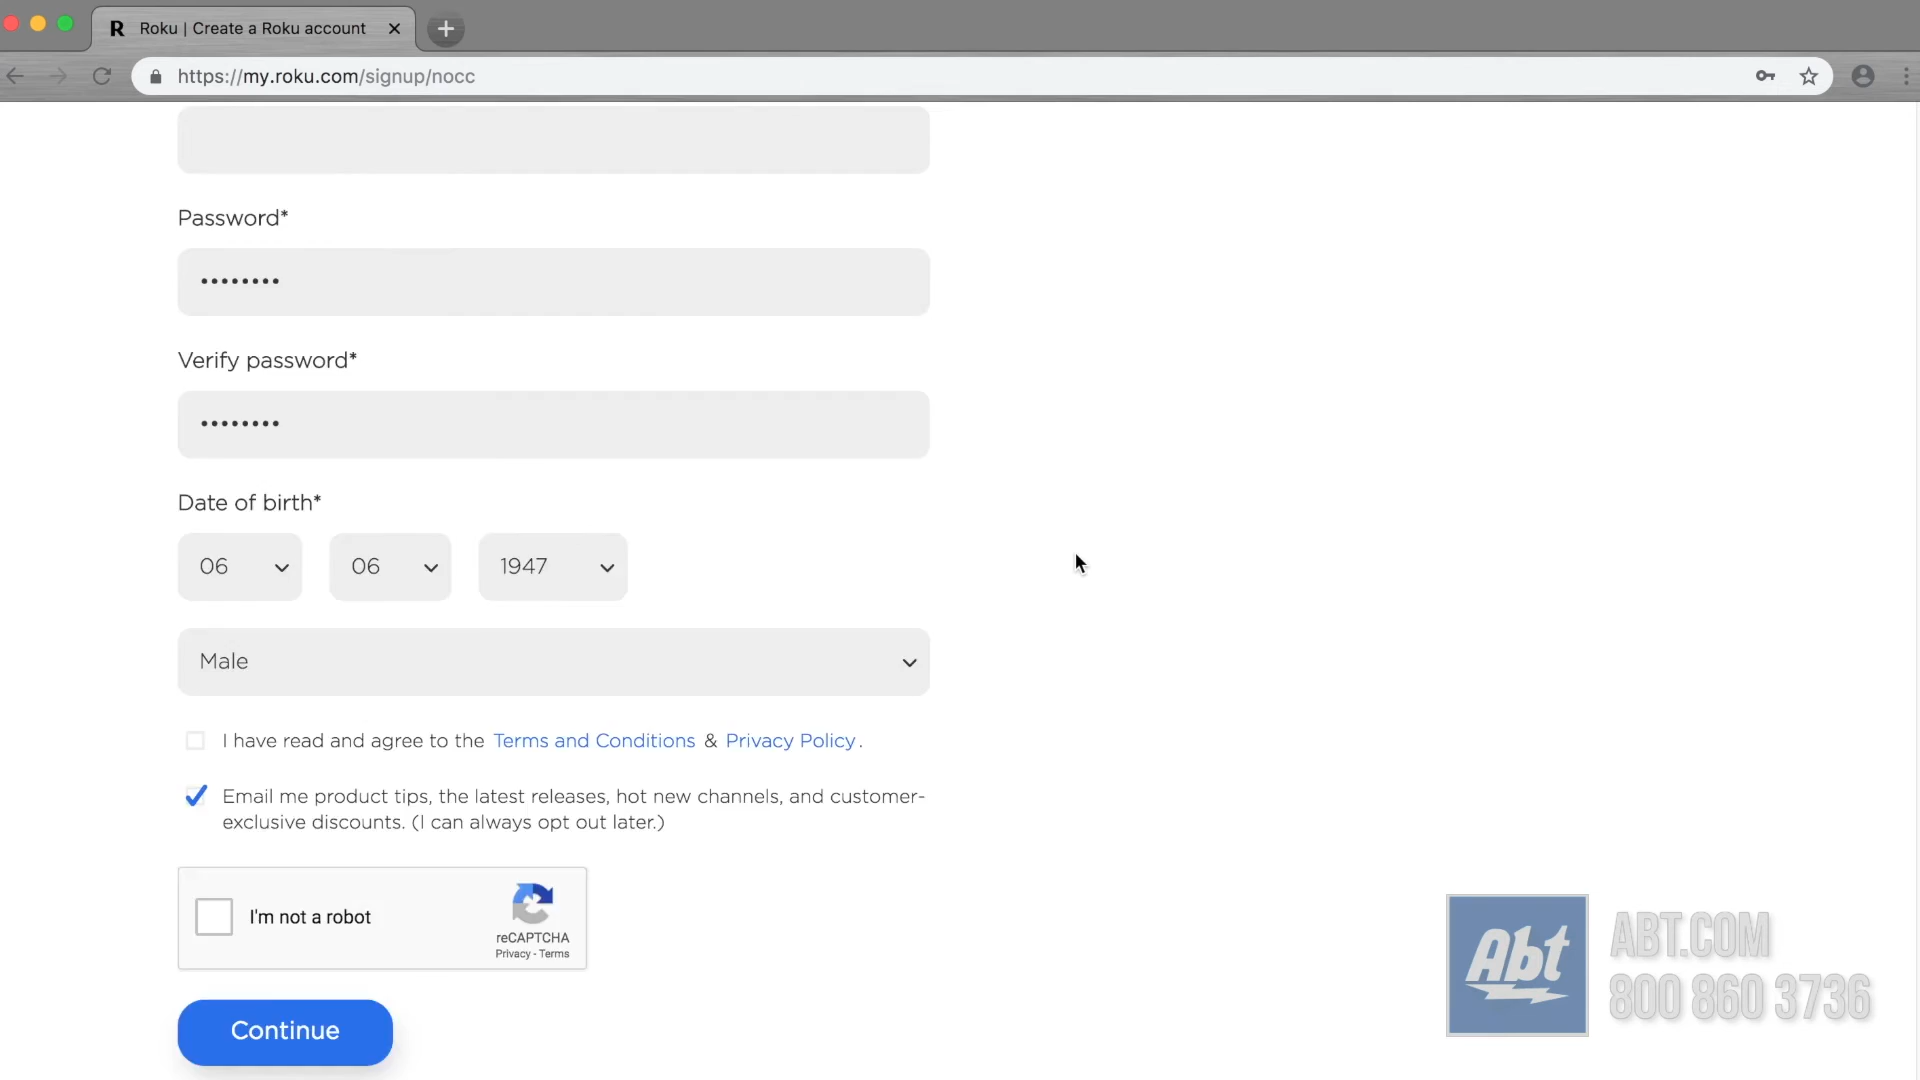 Roku | Create a Roku account
https://my.roku.com/signup/nocc
Password*
••••••••
Verify password*
••••••••
Date of birth*
06 06 1947
Male
I have read and agree to the Terms and Conditions & Privacy Policy.
Email me product tips, the latest releases, hot new channels, and customer-
exclusive discounts. (I can always opt out later.)
I'm not a robot
reCAPTCHA
Privacy - Terms
Continue
Abt
ABT.COM
800 860 3736